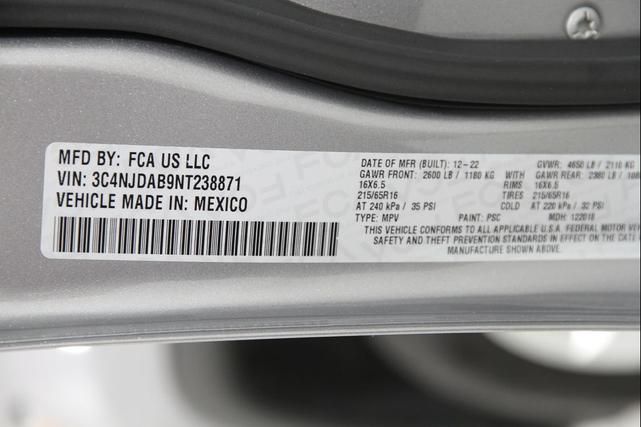 MFD BY: FCA US LLC
VIN: 3C4NJDAB9NT238871
VEHICLE MADE IN: MEXICO
DATE OF MFR (BUILT): 12-22 GVWR: 4650 LB / 2110 KG
GAWR FRONT: 2600 LB / 1180 KG WITH GAWR REAR: 2380 LB /
16X6.5 RIMS 16X6.5
215/65R16 TIRES 215/65R16
AT 240 kPa / 35 PSI COLD AT 220 kPa / 32 PSI
TYPE: MPV PAINT: PSC MDH: 122018
THIS VEHICLE CONFORMS TO ALL APPLICABLE U.S.A. FEDERAL MOTOR
SAFETY AND THEFT PREVENTION STANDARDS IN EFFECT ON THE DATE
MANUFACTURE SHOWN ABOVE.